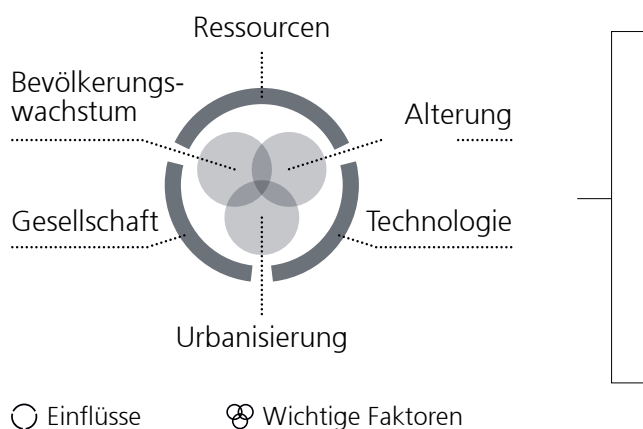 Ressourcen
Bevölkerungs-
wachstum
Alterung
Gesellschaft
Technologie
Urbanisierung
Einflüsse
Wichtige Faktoren